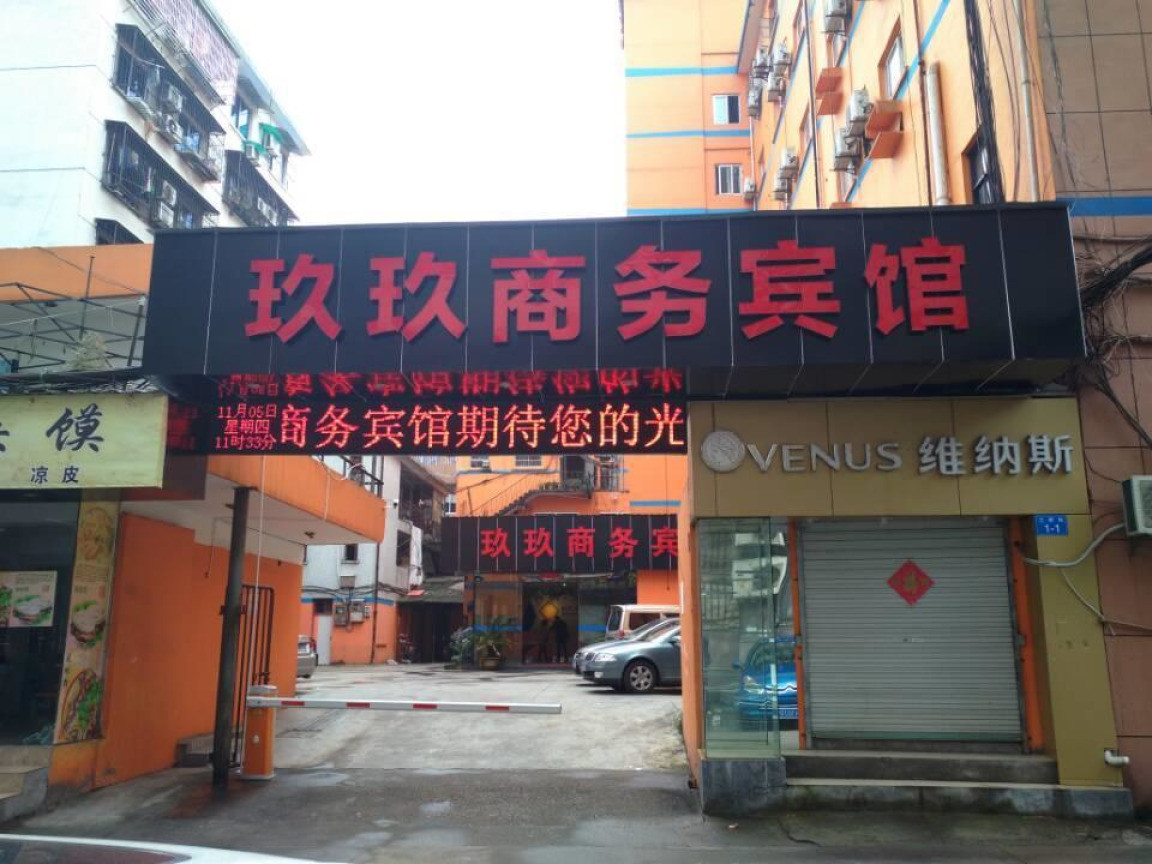 玖玖商务宾馆
11月05日
星期四
11时33分
商务宾馆期待您的光
馍
凉皮
VENUS 维纳斯
玖玖商务宾
1-1